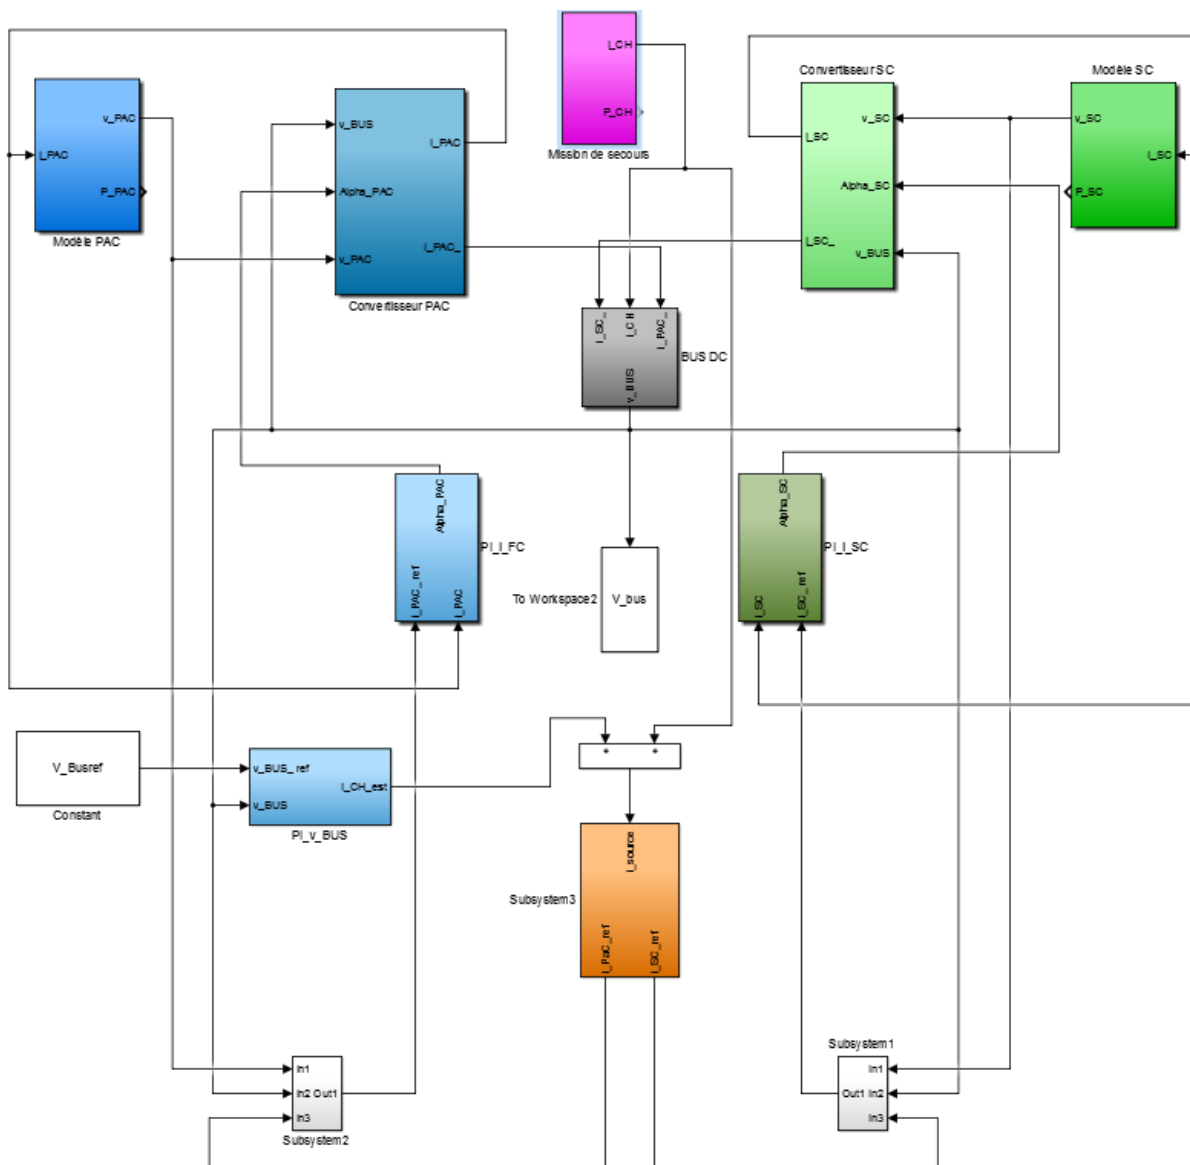 I_CH
P_CH
Mission de secours
v_PAC
I_PAC
P_PAC
Modèle PAC
v_BUS
I_PAC
Alpha_PAC
I_PAC_
v_PAC
Convertisseur PAC
Convertisseur SC
v_SC
I_SC
Alpha_SC
I_SC_
v_BUS
Modèle SC
v_SC
I_SC
P_SC
I_SC_
I_CH
I_PAC_
v_BUS
BUS DC
Alpha_PAC
I_PAC_ref
I_PAC
PI_I_FC
To Workspace2
V_bus
Alpha_SC
I_SC
I_SC_ref
PI_I_SC
V_Busref
Constant
v_BUS_ref
I_CH_est
v_BUS
PI_v_BUS
I_source
I_PaC_ref
I_SC_ref
Subsystem3
In1
In2 Out1
In3
Subsystem2
Subsystem1
In1
Out1 In2
In3